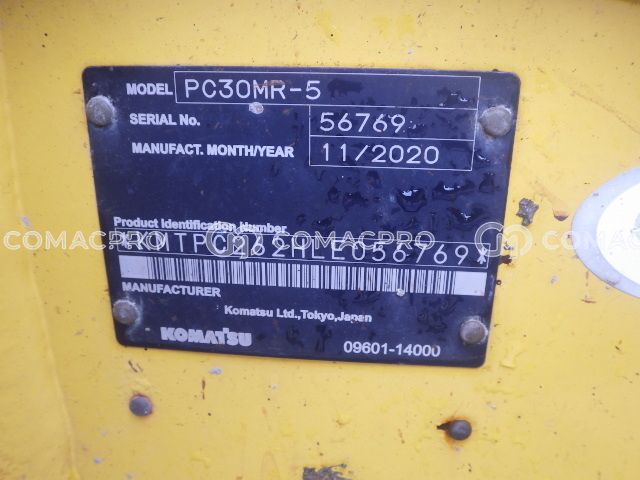 MODEL PC30MR-5
SERIAL No. 56769
MANUFACT. MONTH/YEAR 11/2020
Product Identification Number
COMACPRO COMACPRO COMACPRO
MANUFACTURER
Komatsu Ltd.,Tokyo,Japan
KOMATSU
09601-14000